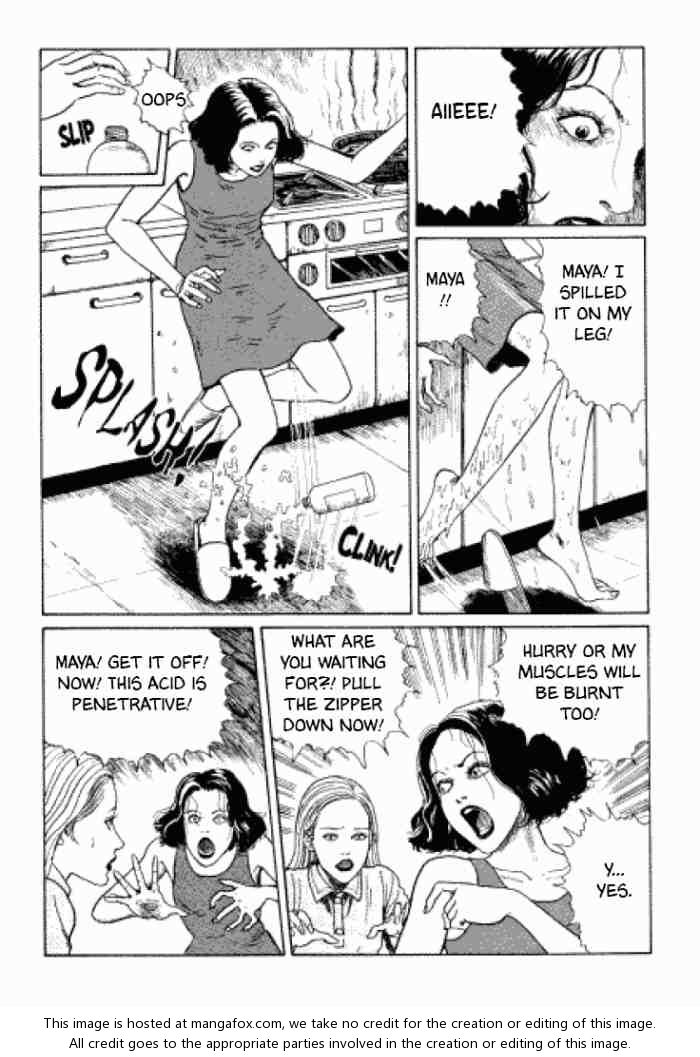 SLIP
OOPS
SPLASH!
CLINK!
AIIEEE!
MAYA
!!
MAYA! I
SPILLED
IT ON MY
LEG!
MAYA! GET IT OFF!
NOW! THIS ACID IS
PENETRATIVE!
WHAT ARE
YOU WAITING
FOR?! PULL
THE ZIPPER
DOWN NOW!
HURRY OR MY
MUSCLES WILL
BE BURNT
TOO!
Y...
YES.
This image is hosted at mangafox.com, we take no credit for the creation or editing of this image.
All credit goes to the appropriate parties involved in the creation or editing of this image.